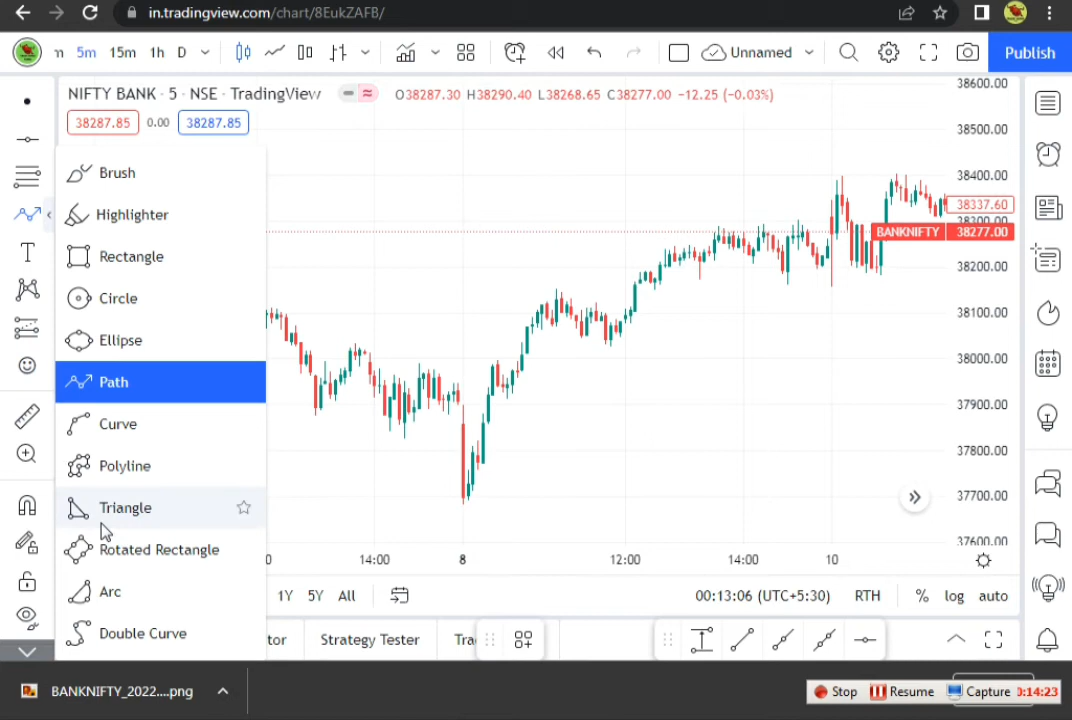 in.tradingview.com/chart/8EukZAFB/
m 5m 15m 1h D Unnamed Publish
NIFTY BANK · 5 · NSE · TradingView O38287.30 H38290.40 L38268.65 C38277.00 −12.25 (−0.03%)
38287.85 0.00 38287.85
38600.00
38500.00
38400.00
38337.60
38300.00
BANKNIFTY 38277.00
38200.00
38100.00
38000.00
37900.00
37800.00
37700.00
37600.00
Brush
Highlighter
Rectangle
Circle
Ellipse
Path
Curve
Polyline
Triangle
Rotated Rectangle
Arc
Double Curve
0 14:00 8 12:00 14:00 10
1Y 5Y All 00:13:06 (UTC+5:30) RTH % log auto
tor Strategy Tester Tra
BANKNIFTY_2022....png
Stop Resume Capture 0:14:23